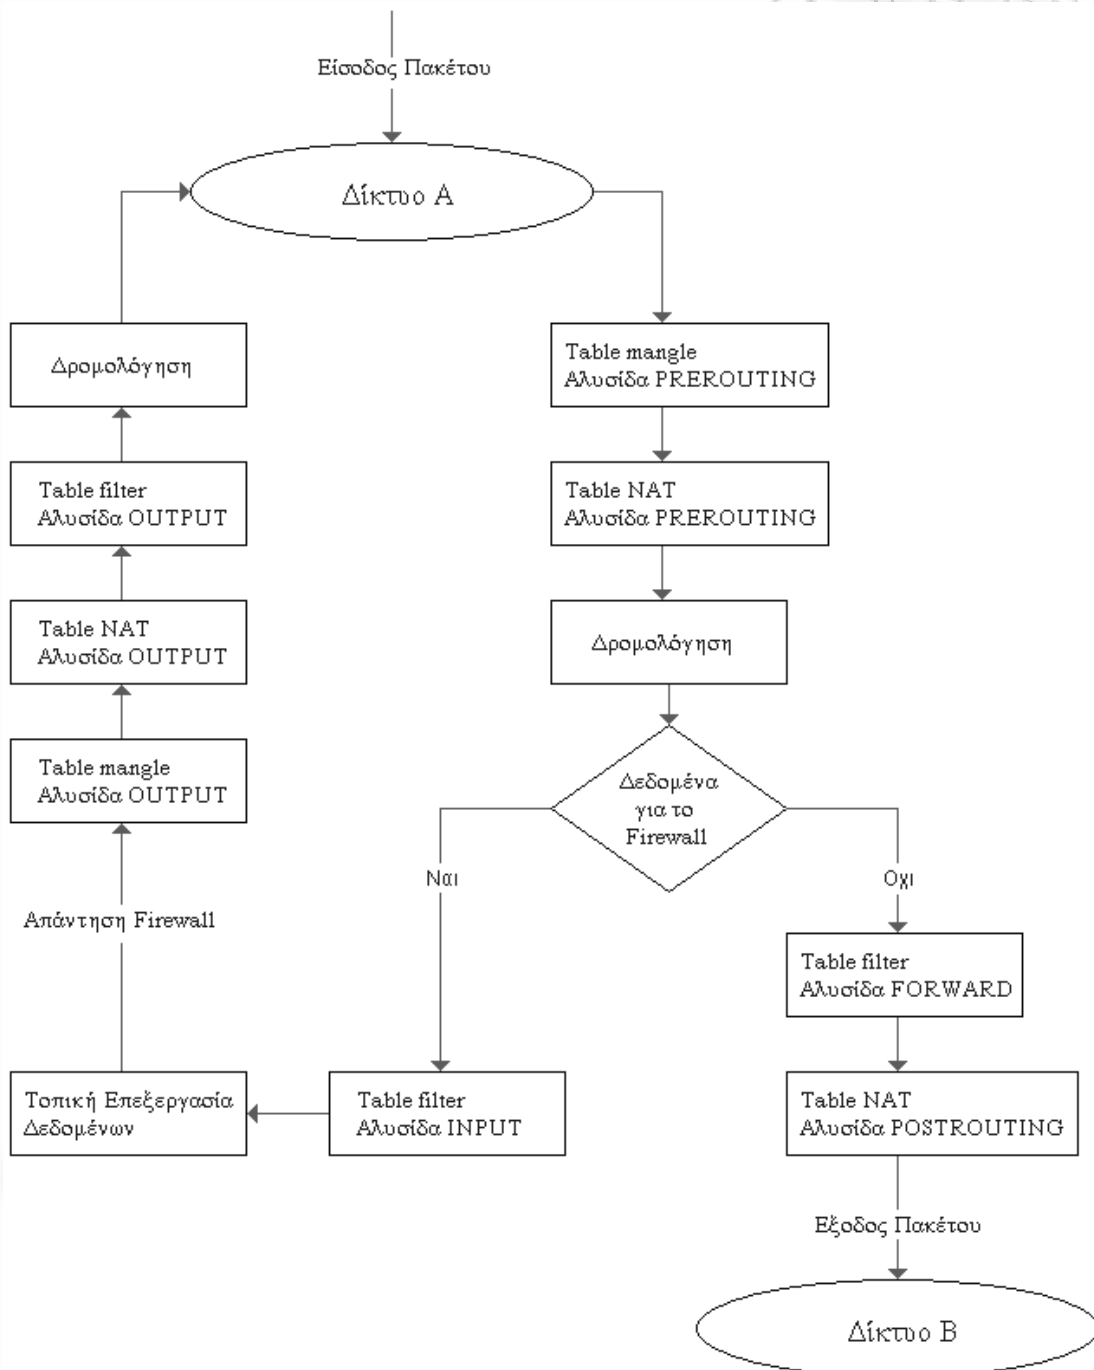 Είσοδος Πακέτου
Δίκτυο Α
Δρομολόγηση
Table mangle
Αλυσίδα PREROUTING
Table filter
Αλυσίδα OUTPUT
Table NAT
Αλυσίδα PREROUTING
Table NAT
Αλυσίδα OUTPUT
Δρομολόγηση
Table mangle
Αλυσίδα OUTPUT
Δεδομένα
για το
Firewall
Ναι
Οχι
Απάντηση Firewall
Table filter
Αλυσίδα FORWARD
Τοπική Επεξεργασία
Δεδομένων
Table filter
Αλυσίδα INPUT
Table NAT
Αλυσίδα POSTROUTING
Εξοδος Πακέτου
Δίκτυο Β